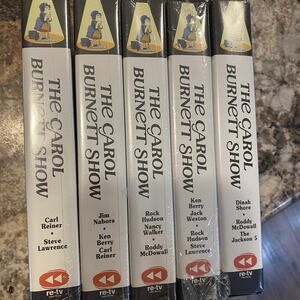 THE CAROL
BURNETT SHOW
Carl
Reiner
•
Steve
Lawrence
re-tv
THE CAROL
BURNETT SHOW
Jim
Nabors
•
Ken
Berry
Carl
Reiner
re-tv
THE CAROL
BURNETT SHOW
Rock
Hudson
Nancy
Walker
•
Roddy
McDowall
re-tv
THE CAROL
BURNETT SHOW
Ken
Berry
Jack
Weston
•
Rock
Hudson
Steve
Lawrence
re-tv
THE CAROL
BURNETT SHOW
Dinah
Shore
•
Roddy
McDowall
The
Jackson 5
re-tv